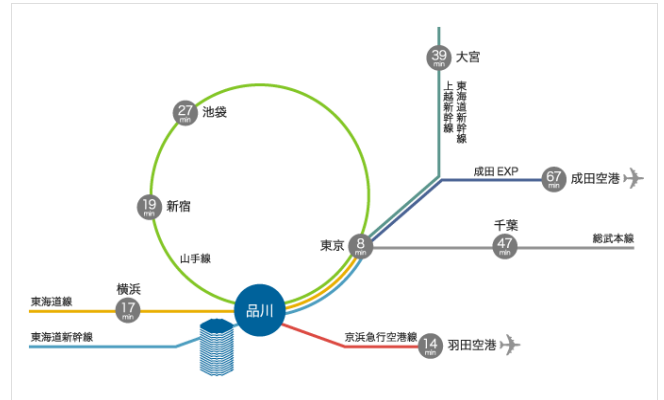 39 min 大宮
東海道新幹線
上越新幹線
27 min 池袋
成田 EXP
67 min 成田空港
19 min 新宿
千葉
東京 8 min
47 min
総武本線
山手線
横浜
東海道線
17 min
品川
東海道新幹線
京浜急行空港線
14 min 羽田空港